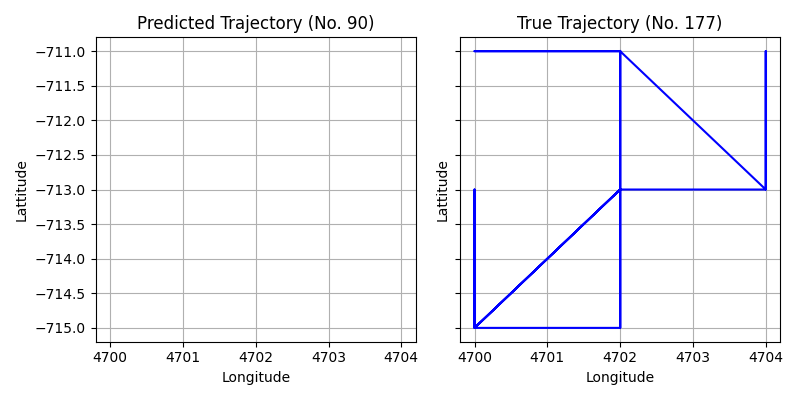 Predicted Trajectory (No. 90)
True Trajectory (No. 177)
Lattitude
−711.0
−711.5
−712.0
−712.5
−713.0
−713.5
−714.0
−714.5
−715.0
4700 4701 4702 4703 4704
Longitude
Lattitude
4700 4701 4702 4703 4704
Longitude